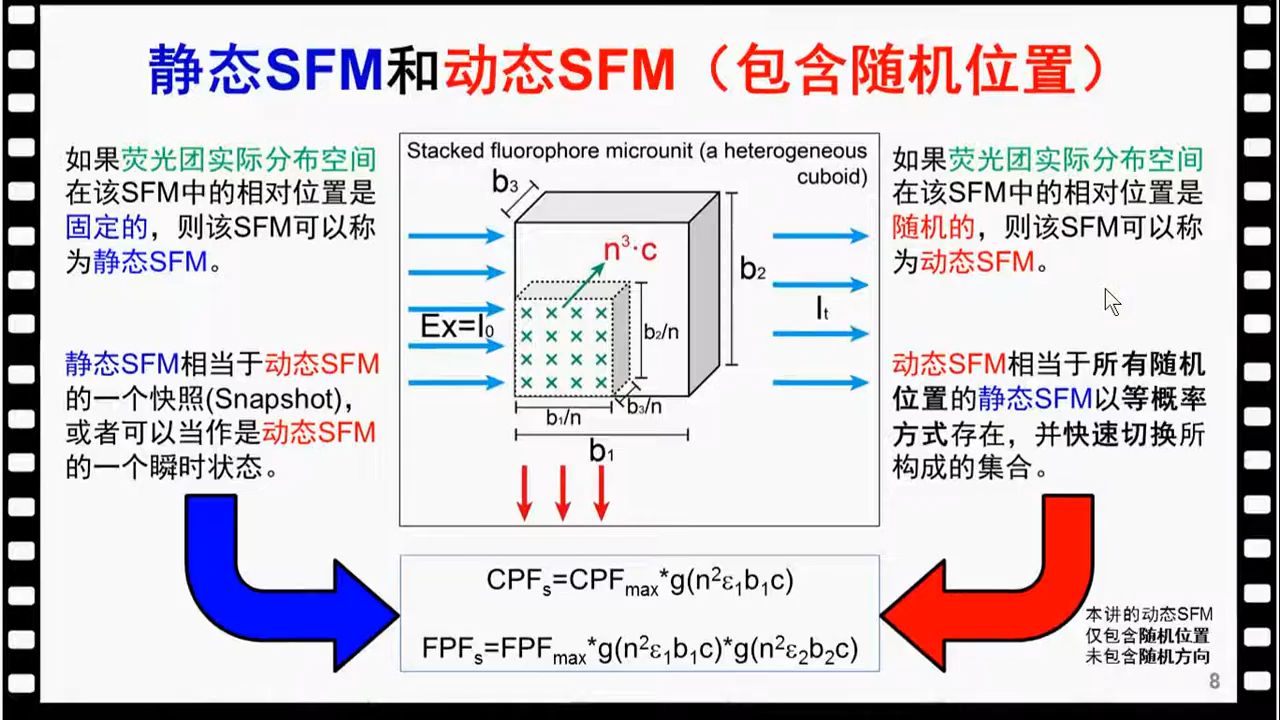 静态SFM和动态SFM（包含随机位置）
如果荧光团实际分布空间
在该SFM中的相对位置是
固定的，则该SFM可以称
为静态SFM。
静态SFM相当于动态SFM
的一个快照(Snapshot)，
或者可以当作是动态SFM
的一个瞬时状态。
Stacked fluorophore microunit (a heterogeneous
cuboid)
b₃
n³·c
b₂
Ex=I₀
Iₜ
b₂/n
b₃/n
b₁/n
b₁
如果荧光团实际分布空间
在该SFM中的相对位置是
随机的，则该SFM可以称
为动态SFM。
动态SFM相当于所有随机
位置的静态SFM以等概率
方式存在，并快速切换所
构成的集合。
CPFₛ=CPFmax*g(n²ε₁b₁c)
FPFₛ=FPFmax*g(n²ε₁b₁c)*g(n²ε₂b₂c)
本讲的动态SFM
仅包含随机位置
未包含随机方向
8